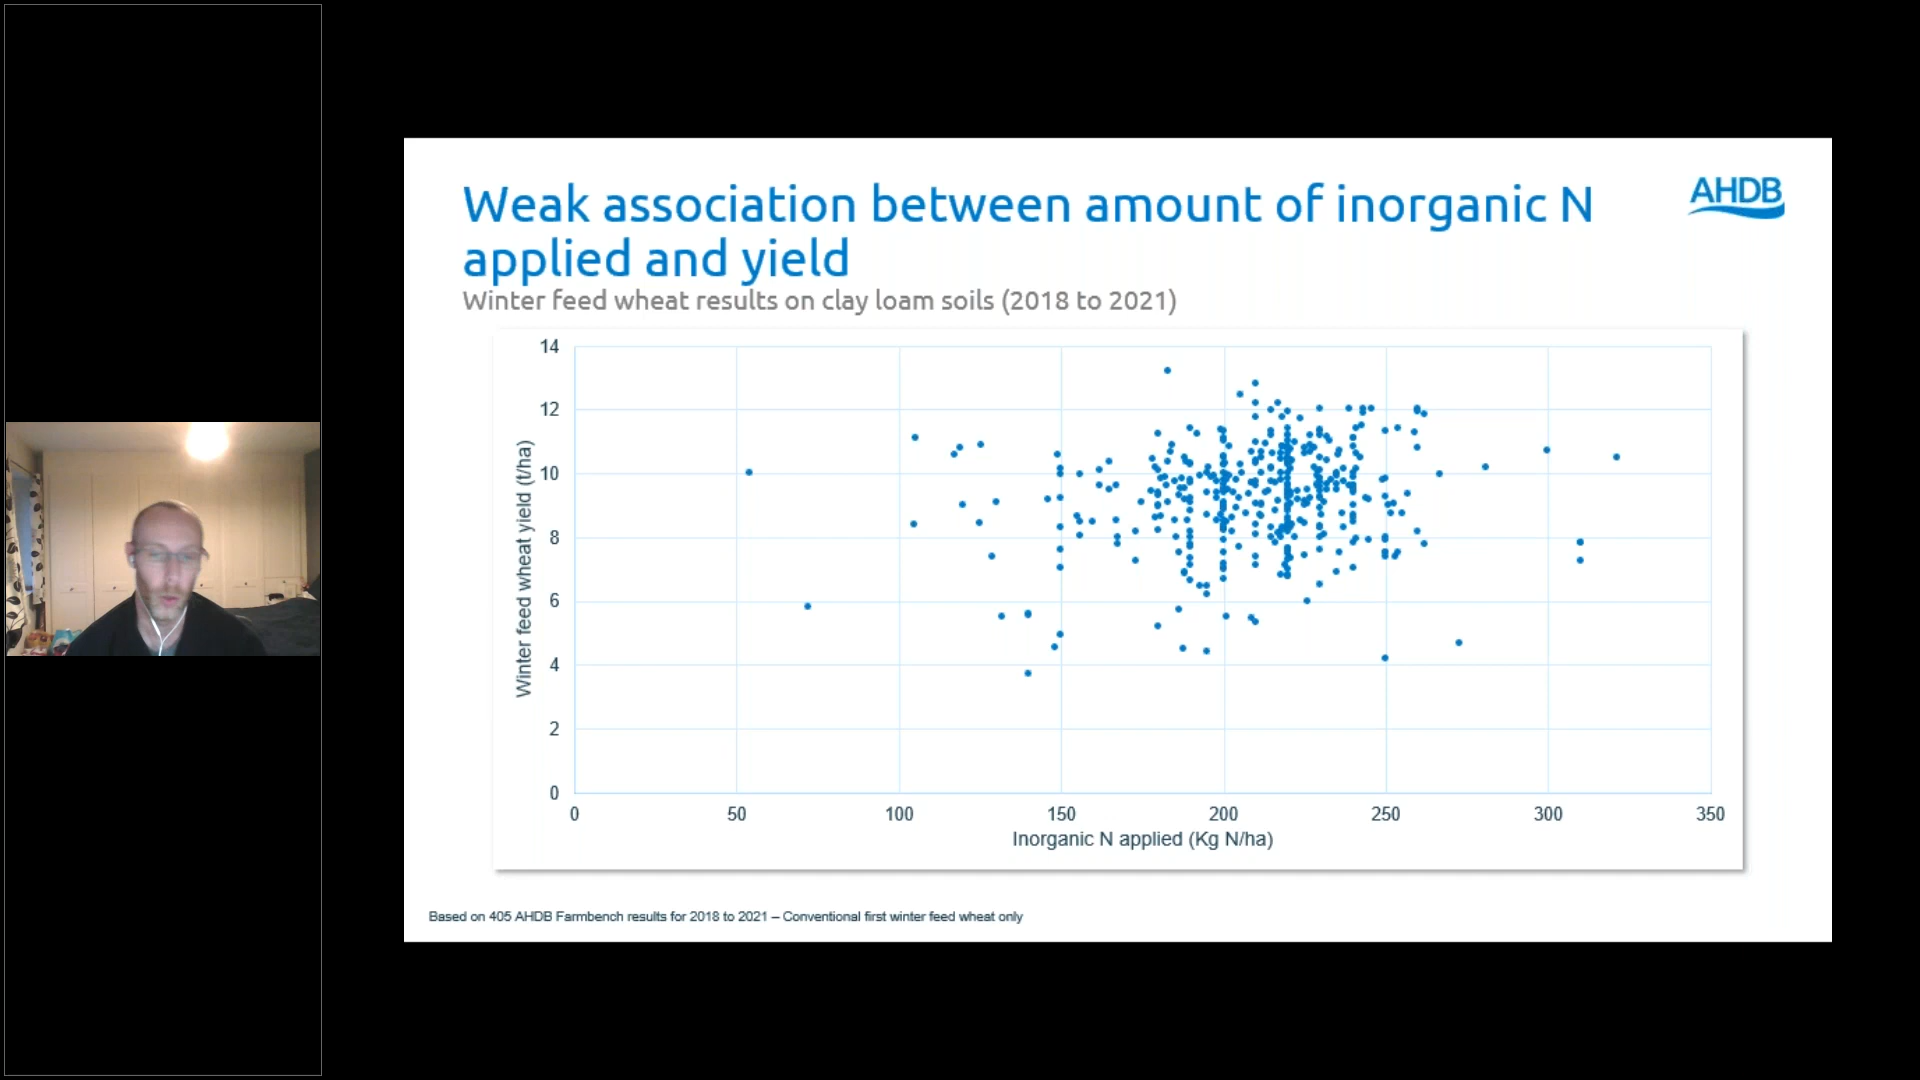 Weak association between amount of inorganic N
applied and yield
AHDB
Winter feed wheat results on clay loam soils (2018 to 2021)
Winter feed wheat yield (t/ha)
14
12
10
8
6
4
2
0
0 50 100 150 200 250 300 350
Inorganic N applied (Kg N/ha)
Based on 405 AHDB Farmbench results for 2018 to 2021 – Conventional first winter feed wheat only